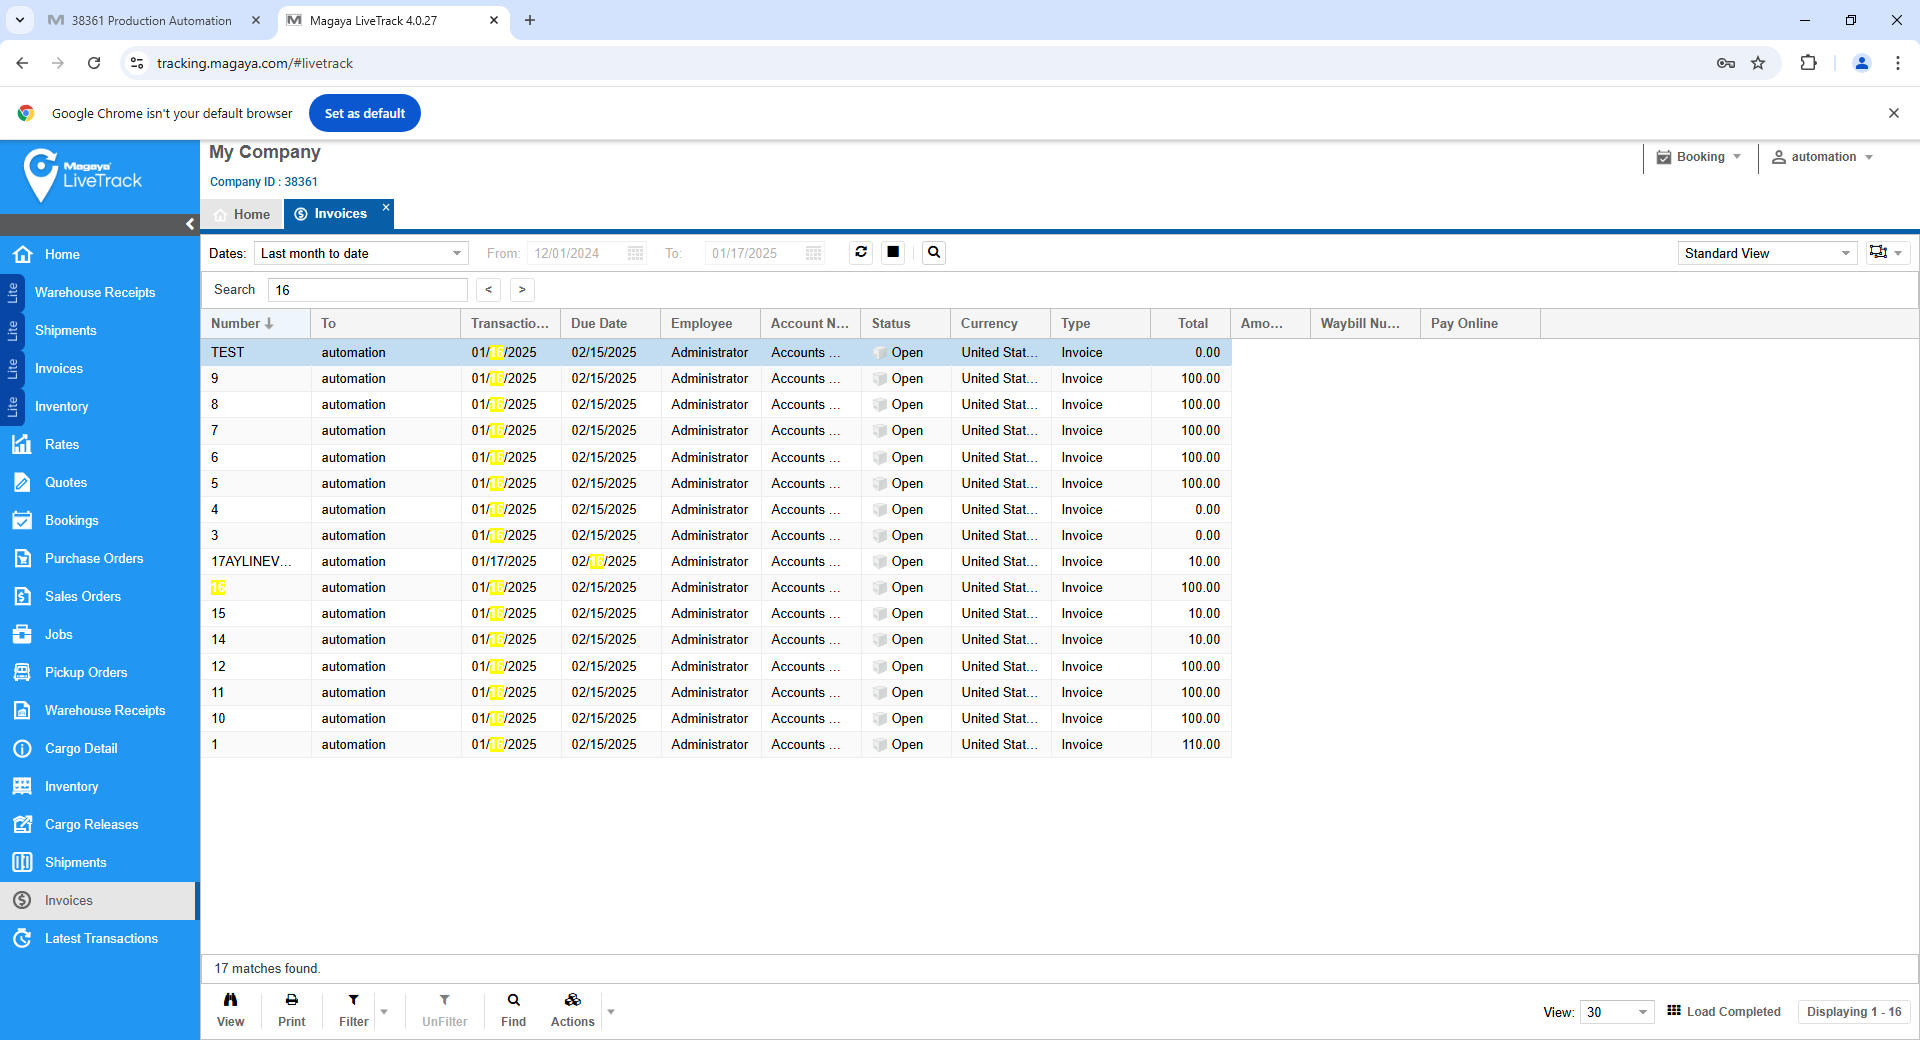 38361 Production Automation
Magaya LiveTrack 4.0.27
tracking.magaya.com/#livetrack
Google Chrome isn't your default browser
Set as default
Magaya
LiveTrack
My Company
Company ID : 38361
Booking
automation
Home
Invoices
Dates: Last month to date From: 12/01/2024 To: 01/17/2025
Standard View
Search 16 < >
Number To Transactio... Due Date Employee Account N... Status Currency Type Total Amo... Waybill Nu... Pay Online
TEST automation 01/16/2025 02/15/2025 Administrator Accounts ... Open United Stat... Invoice 0.00
9 automation 01/16/2025 02/15/2025 Administrator Accounts ... Open United Stat... Invoice 100.00
8 automation 01/16/2025 02/15/2025 Administrator Accounts ... Open United Stat... Invoice 100.00
7 automation 01/16/2025 02/15/2025 Administrator Accounts ... Open United Stat... Invoice 100.00
6 automation 01/16/2025 02/15/2025 Administrator Accounts ... Open United Stat... Invoice 100.00
5 automation 01/16/2025 02/15/2025 Administrator Accounts ... Open United Stat... Invoice 100.00
4 automation 01/16/2025 02/15/2025 Administrator Accounts ... Open United Stat... Invoice 0.00
3 automation 01/16/2025 02/15/2025 Administrator Accounts ... Open United Stat... Invoice 0.00
17AYLINEV... automation 01/17/2025 02/16/2025 Administrator Accounts ... Open United Stat... Invoice 10.00
16 automation 01/16/2025 02/15/2025 Administrator Accounts ... Open United Stat... Invoice 100.00
15 automation 01/16/2025 02/15/2025 Administrator Accounts ... Open United Stat... Invoice 10.00
14 automation 01/16/2025 02/15/2025 Administrator Accounts ... Open United Stat... Invoice 10.00
12 automation 01/16/2025 02/15/2025 Administrator Accounts ... Open United Stat... Invoice 100.00
11 automation 01/16/2025 02/15/2025 Administrator Accounts ... Open United Stat... Invoice 100.00
10 automation 01/16/2025 02/15/2025 Administrator Accounts ... Open United Stat... Invoice 100.00
1 automation 01/16/2025 02/15/2025 Administrator Accounts ... Open United Stat... Invoice 110.00
Home
Lite Warehouse Receipts
Lite Shipments
Lite Invoices
Lite Inventory
Rates
Quotes
Bookings
Purchase Orders
Sales Orders
Jobs
Pickup Orders
Warehouse Receipts
Cargo Detail
Inventory
Cargo Releases
Shipments
Invoices
Latest Transactions
17 matches found.
View Print Filter UnFilter Find Actions
View: 30 Load Completed Displaying 1 - 16